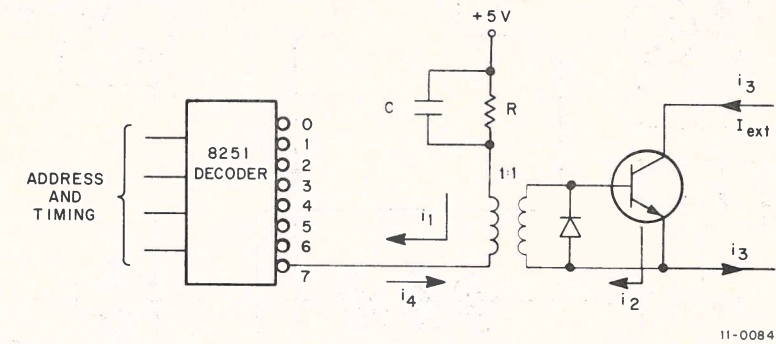 +5V
i3
Iext
C
R
0
1
2
3
4
5
6
7
8251
DECODER
ADDRESS
AND
TIMING
1:1
i1
i4
i2
i3
11-0084